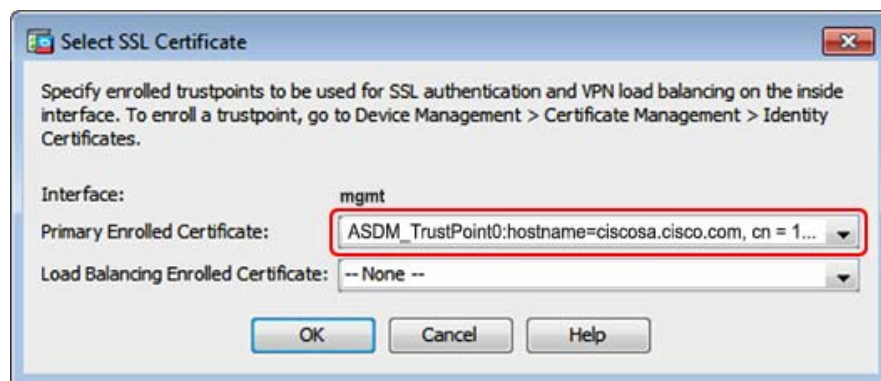 Select SSL Certificate
Specify enrolled trustpoints to be used for SSL authentication and VPN load balancing on the inside
interface. To enroll a trustpoint, go to Device Management > Certificate Management > Identity
Certificates.
Interface: mgmt
Primary Enrolled Certificate: ASDM_TrustPoint0:hostname=ciscosa.cisco.com, cn = 1...
Load Balancing Enrolled Certificate: -- None --
OK Cancel Help